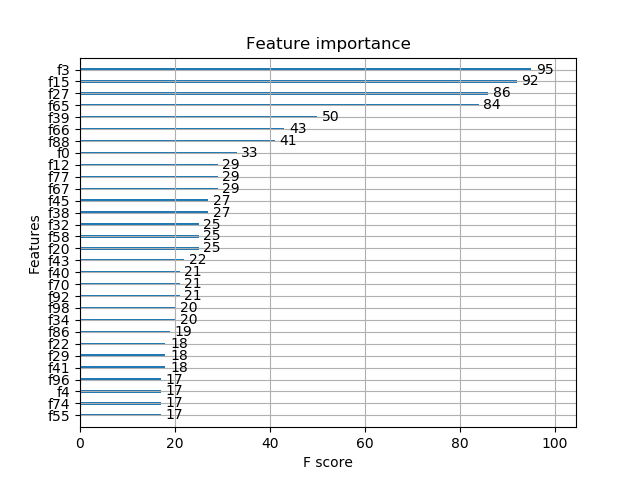 Feature importance
f3 95
f15 92
f27 86
f65 84
f39 50
f66 43
f88 41
f0 33
f12 29
f77 29
f67 29
f45 27
f38 27
f32 25
f58 25
f20 25
f43 22
f40 21
f70 21
f92 21
f98 20
f34 20
f86 19
f22 18
f29 18
f41 18
f96 17
f4 17
f74 17
f55 17
Features
0 20 40 60 80 100
F score